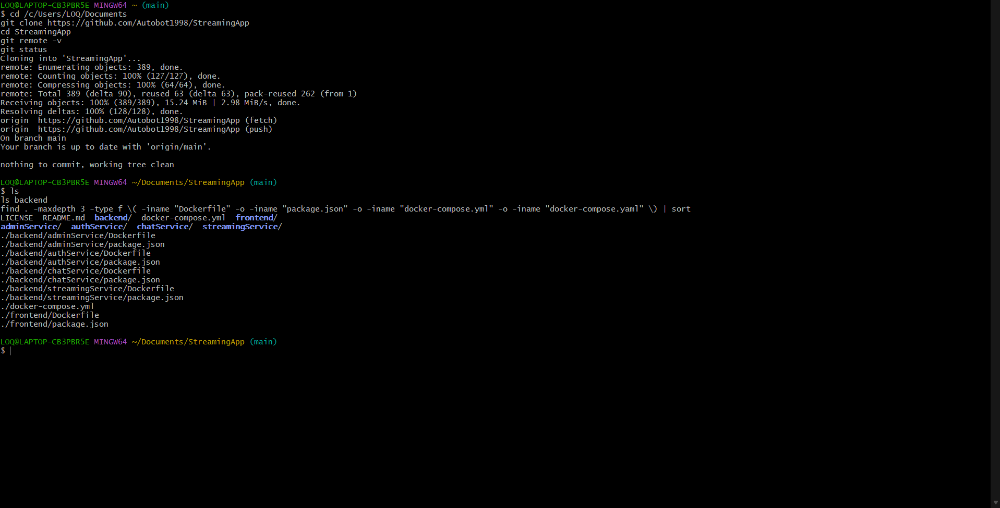 LOQ@LAPTOP-CB3PBR5E MINGW64 ~ (main)
$ cd /c/Users/LOQ/Documents
git clone https://github.com/Autobot1998/StreamingApp
cd StreamingApp
git remote -v
git status
Cloning into 'StreamingApp'...
remote: Enumerating objects: 389, done.
remote: Counting objects: 100% (127/127), done.
remote: Compressing objects: 100% (64/64), done.
remote: Total 389 (delta 90), reused 63 (delta 63), pack-reused 262 (from 1)
Receiving objects: 100% (389/389), 15.24 MiB | 2.98 MiB/s, done.
Resolving deltas: 100% (128/128), done.
origin  https://github.com/Autobot1998/StreamingApp (fetch)
origin  https://github.com/Autobot1998/StreamingApp (push)
On branch main
Your branch is up to date with 'origin/main'.

nothing to commit, working tree clean

LOQ@LAPTOP-CB3PBR5E MINGW64 ~/Documents/StreamingApp (main)
$ ls
ls backend
find . -maxdepth 3 -type f \( -iname "Dockerfile" -o -iname "package.json" -o -iname "docker-compose.yml" -o -iname "docker-compose.yaml" \) | sort
LICENSE  README.md  backend/  docker-compose.yml  frontend/
adminService/  authService/  chatService/  streamingService/
./backend/adminService/Dockerfile
./backend/adminService/package.json
./backend/authService/Dockerfile
./backend/authService/package.json
./backend/chatService/Dockerfile
./backend/chatService/package.json
./backend/streamingService/Dockerfile
./backend/streamingService/package.json
./docker-compose.yml
./frontend/Dockerfile
./frontend/package.json

LOQ@LAPTOP-CB3PBR5E MINGW64 ~/Documents/StreamingApp (main)
$